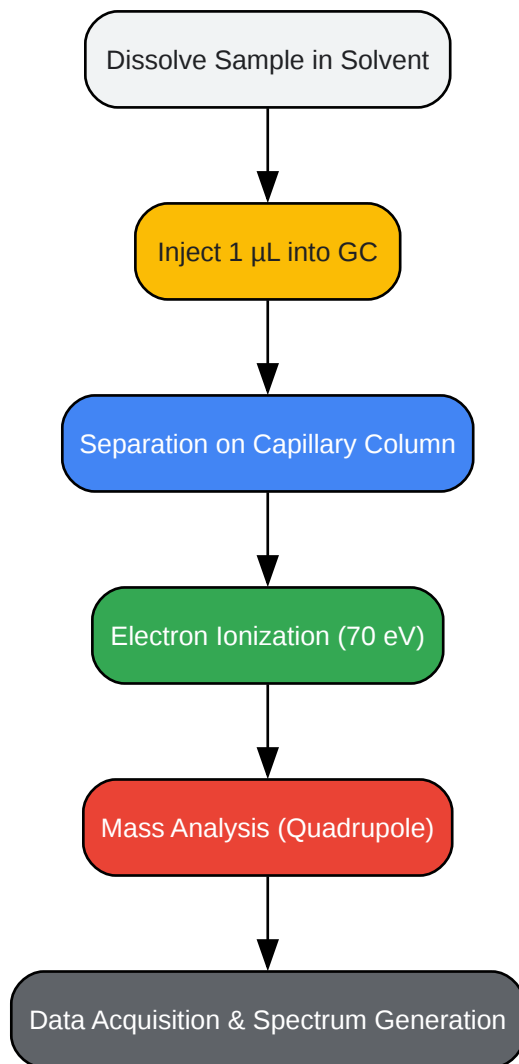 Dissolve Sample in Solvent
Inject 1 µL into GC
Separation on Capillary Column
Electron Ionization (70 eV)
Mass Analysis (Quadrupole)
Data Acquisition & Spectrum Generation